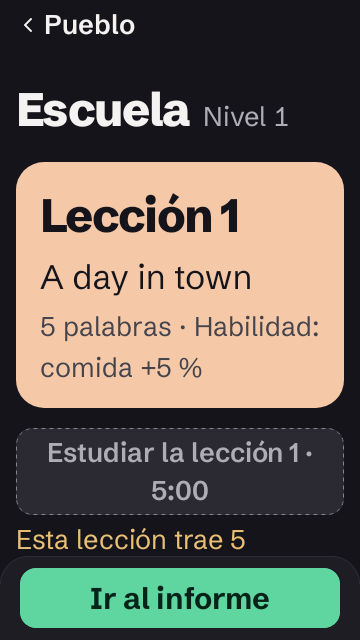 Pueblo
Escuela Nivel 1
Lección 1
A day in town
5 palabras · Habilidad:
comida +5 %
Estudiar la lección 1 ·
5:00
Esta lección trae 5
Ir al informe